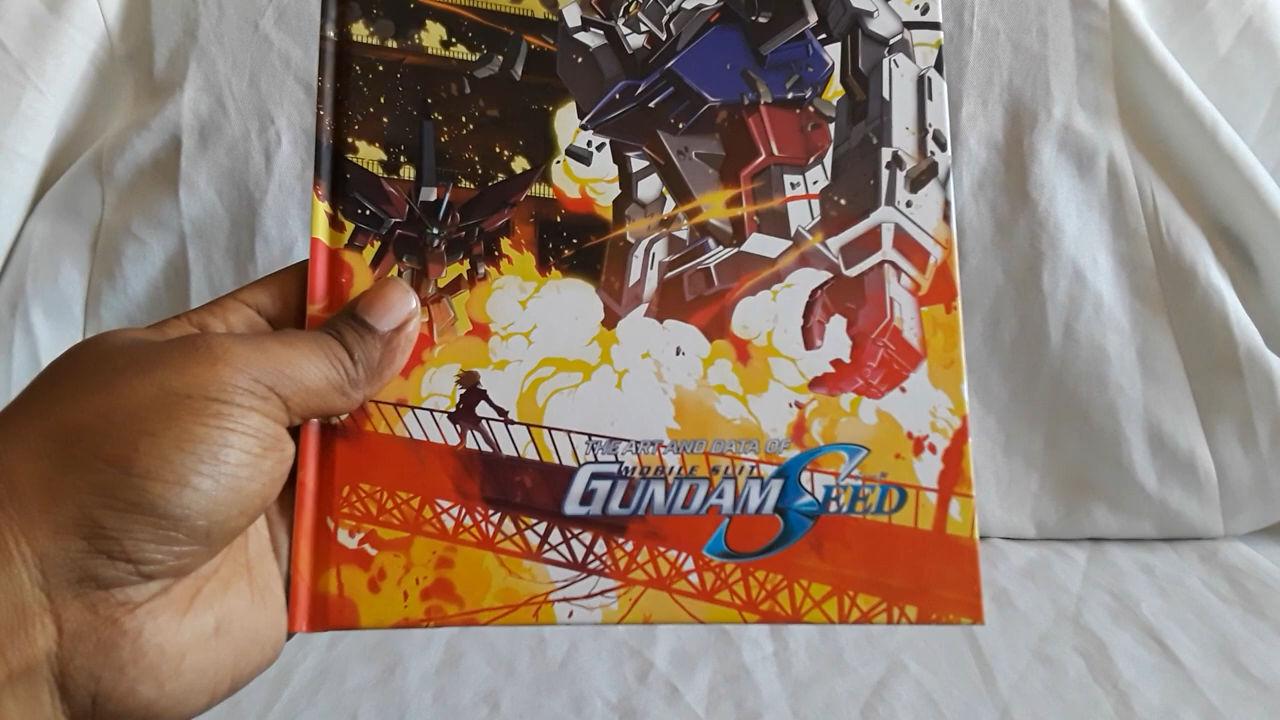 THE ART AND DATA OF
MOBILE SUIT
GUNDAM SEED